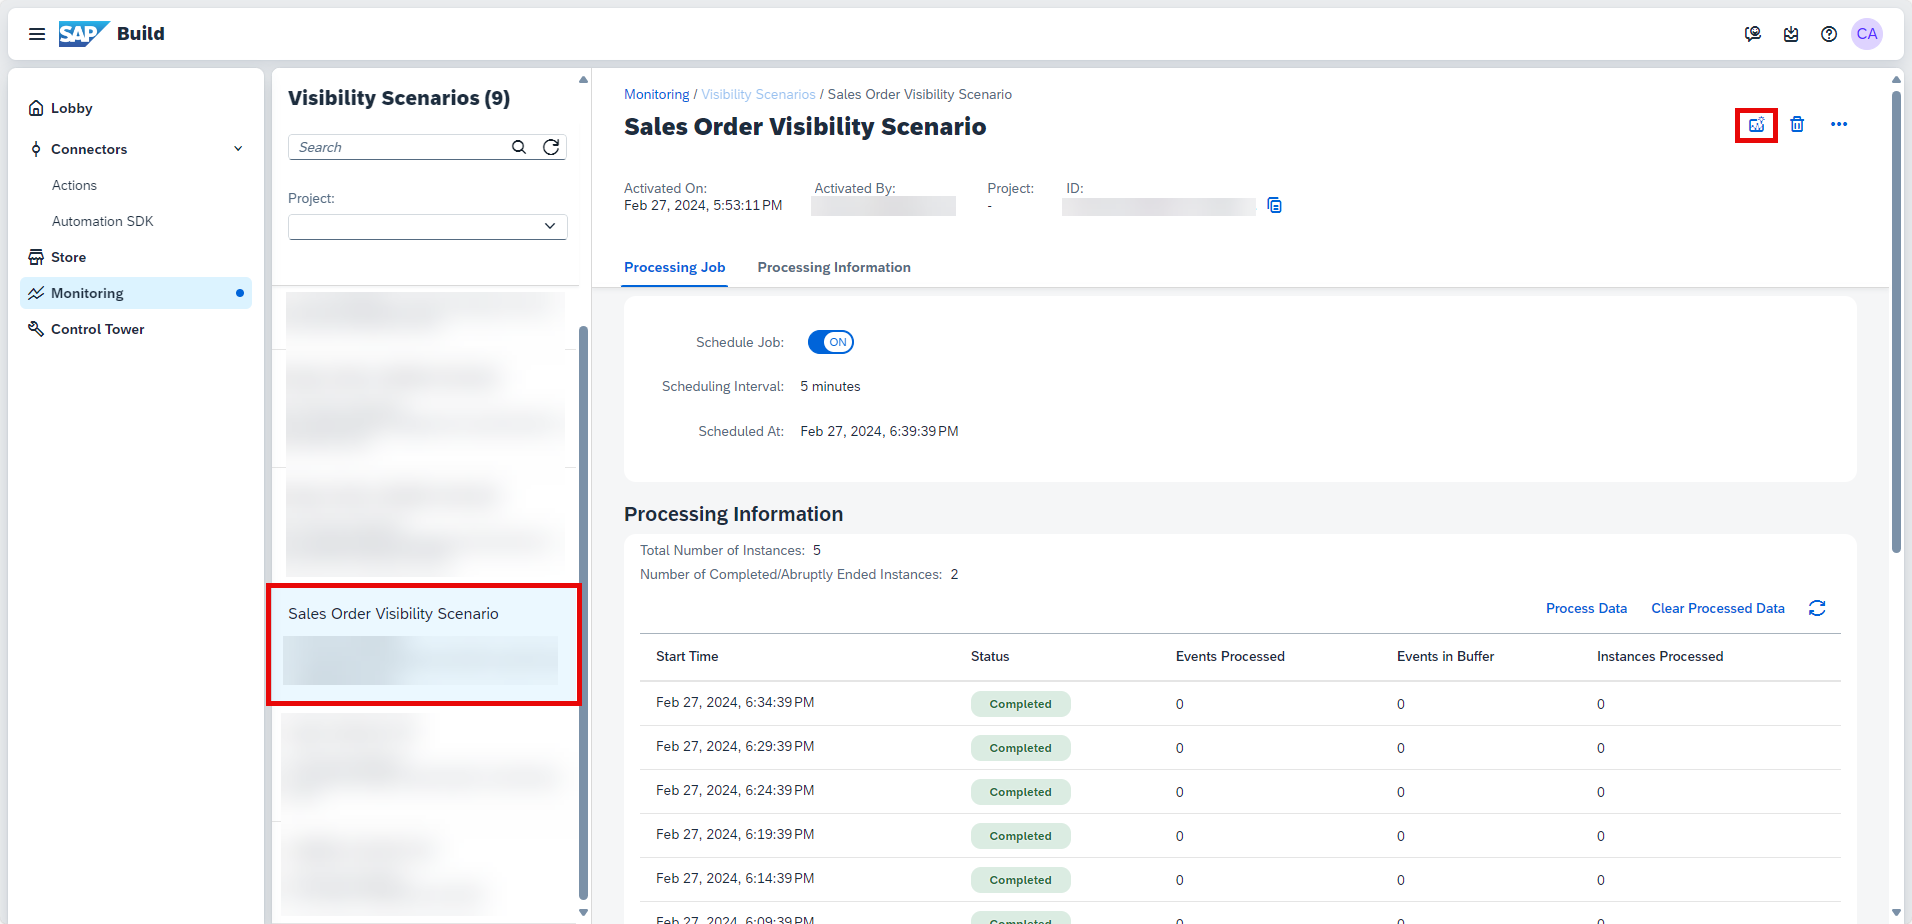 SAP Build
CA
Lobby
Connectors
Actions
Automation SDK
Store
Monitoring
Control Tower
Visibility Scenarios (9)
Search
Project:
Sales Order Visibility Scenario
Monitoring / Visibility Scenarios / Sales Order Visibility Scenario
Sales Order Visibility Scenario
Activated On: Activated By: Project: ID:
Feb 27, 2024, 5:53:11 PM -
Processing Job Processing Information
Schedule Job: ON
Scheduling Interval: 5 minutes
Scheduled At: Feb 27, 2024, 6:39:39 PM
Processing Information
Total Number of Instances: 5
Number of Completed/Abruptly Ended Instances: 2
Process Data Clear Processed Data
Start Time Status Events Processed Events in Buffer Instances Processed
Feb 27, 2024, 6:34:39 PM Completed 0 0 0
Feb 27, 2024, 6:29:39 PM Completed 0 0 0
Feb 27, 2024, 6:24:39 PM Completed 0 0 0
Feb 27, 2024, 6:19:39 PM Completed 0 0 0
Feb 27, 2024, 6:14:39 PM Completed 0 0 0
Feb 27, 2024, 6:09:39 PM Completed 0 0 0